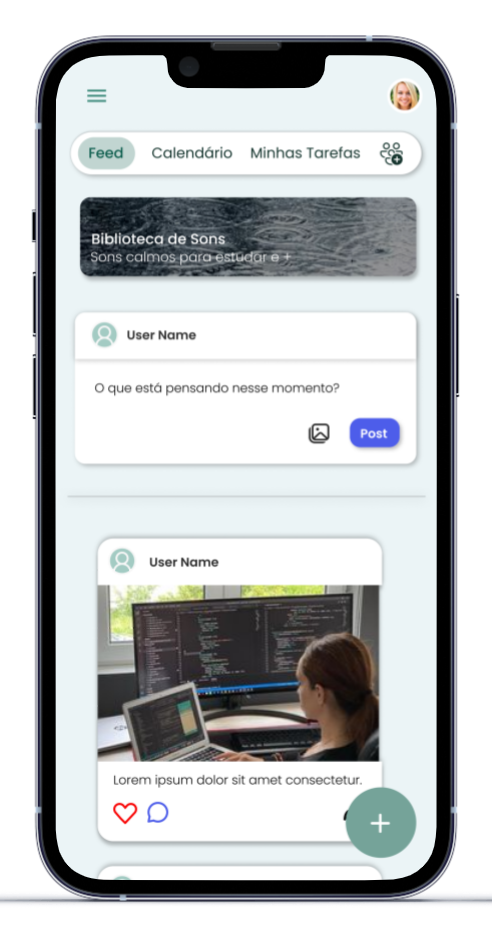 Feed Calendário Minhas Tarefas
Biblioteca de Sons
Sons calmos para estudar e +
User Name
O que está pensando nesse momento?
Post
User Name
Lorem ipsum dolor sit amet consectetur.
+